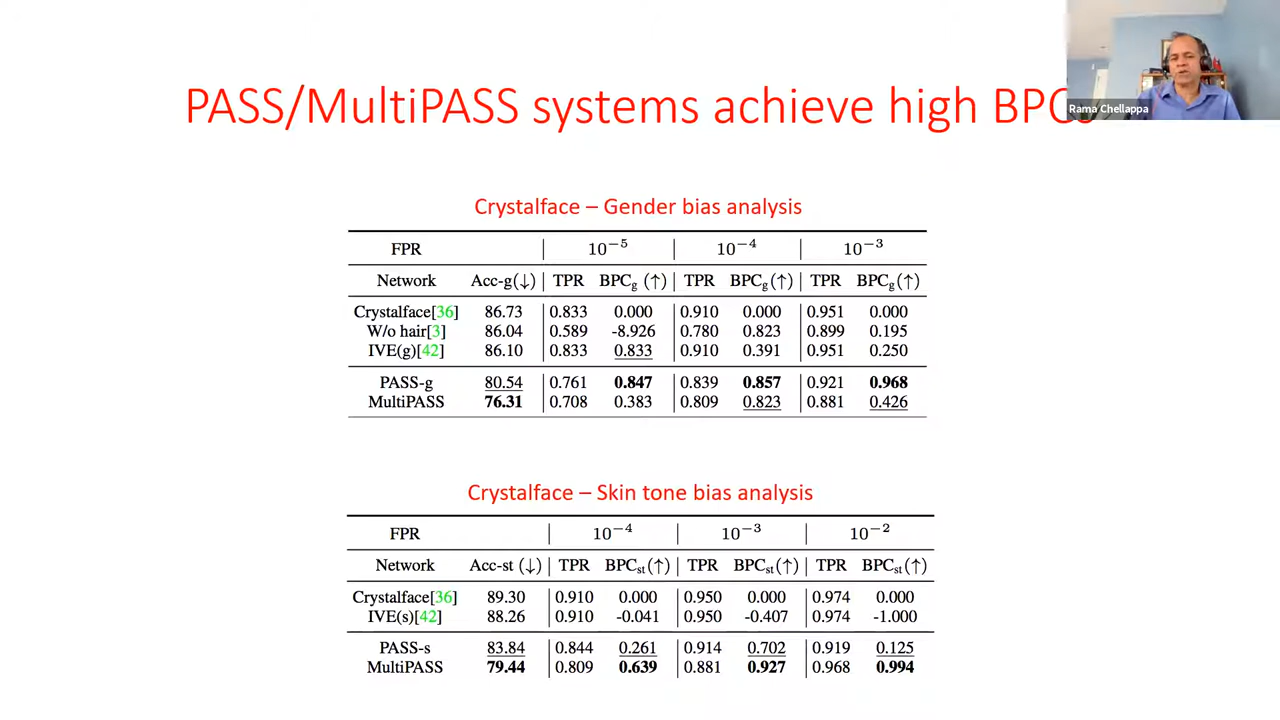 PASS/MultiPASS systems achieve high BPCs
Rama Chellappa
Crystalface – Gender bias analysis
FPR | 10⁻⁵ | 10⁻⁴ | 10⁻³
Network Acc-g(↓) | TPR BPCg (↑) | TPR BPCg(↑) | TPR BPCg(↑)
Crystalface[36] 86.73 0.833 0.000 0.910 0.000 0.951 0.000
W/o hair[3] 86.04 0.589 -8.926 0.780 0.823 0.899 0.195
IVE(g)[42] 86.10 0.833 0.833 0.910 0.391 0.951 0.250
PASS-g 80.54 0.761 0.847 0.839 0.857 0.921 0.968
MultiPASS 76.31 0.708 0.383 0.809 0.823 0.881 0.426
Crystalface – Skin tone bias analysis
FPR | 10⁻⁴ | 10⁻³ | 10⁻²
Network Acc-st (↓) | TPR BPCst(↑) | TPR BPCst(↑) | TPR BPCst(↑)
Crystalface[36] 89.30 0.910 0.000 0.950 0.000 0.974 0.000
IVE(s)[42] 88.26 0.910 -0.041 0.950 -0.407 0.974 -1.000
PASS-s 83.84 0.844 0.261 0.914 0.702 0.919 0.125
MultiPASS 79.44 0.809 0.639 0.881 0.927 0.968 0.994